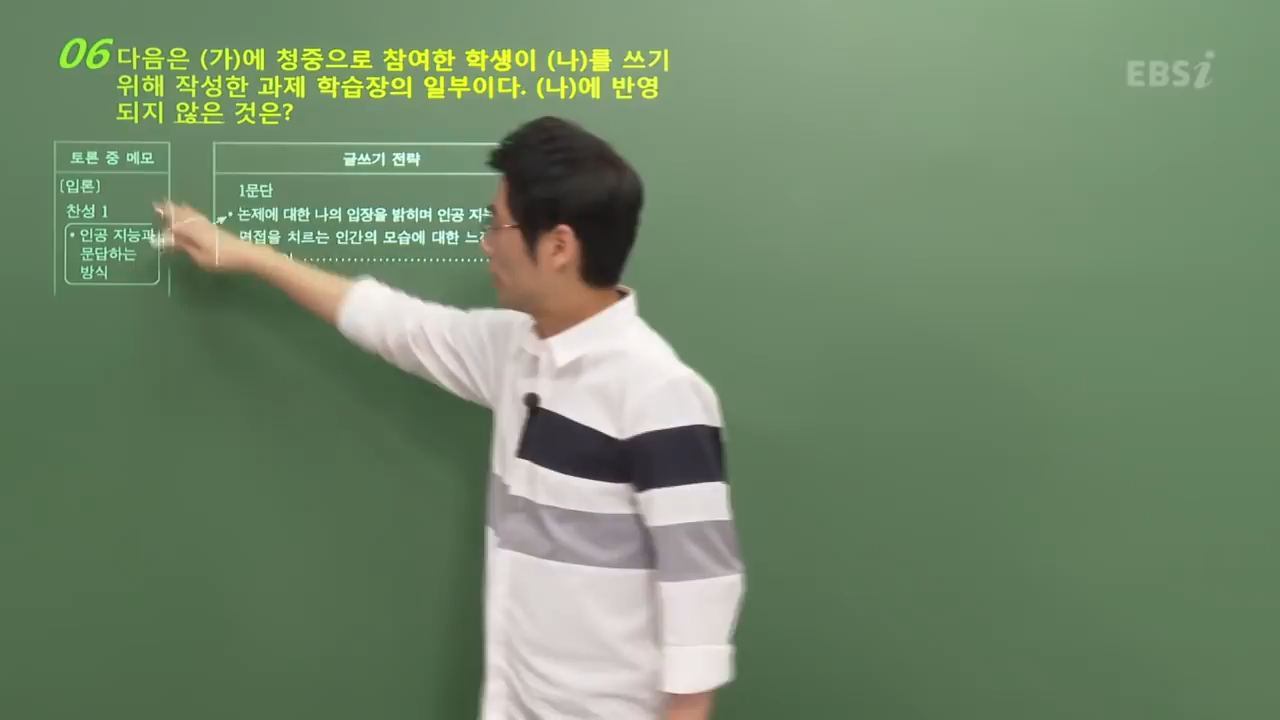 06 다음은 (가)에 청중으로 참여한 학생이 (나)를 쓰기
위해 작성한 과제 학습장의 일부이다. (나)에 반영
되지 않은 것은?
EBSi
토론 중 메모
[입론]
찬성 1
• 인공 지능과
문답하는
방식
글쓰기 전략
1문단
• 논제에 대한 나의 입장을 밝히며 인공
면접을 치르는 인간의 모습에 대한